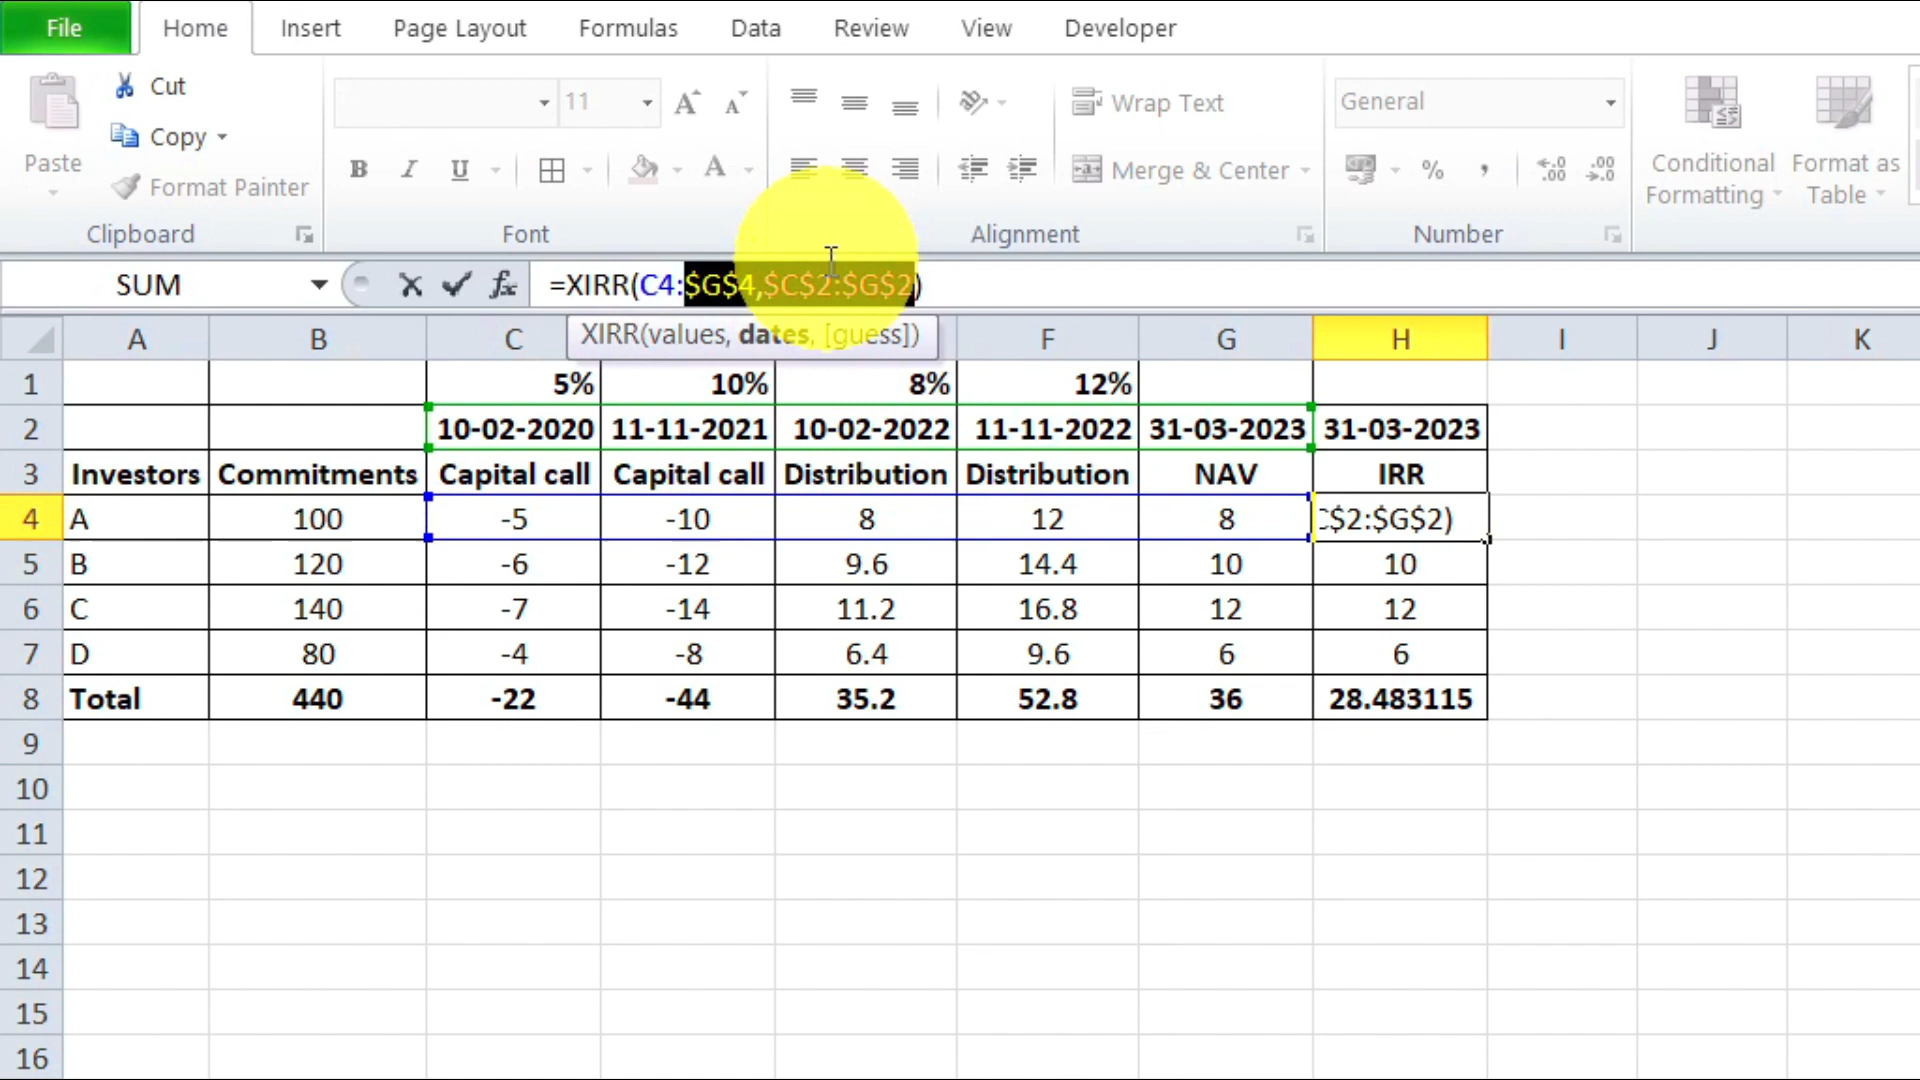 File Home Insert Page Layout Formulas Data Review View Developer
Cut
Copy
Format Painter
Paste
Clipboard
11
A A
B I U
A
Font
Wrap Text
Merge & Center
Alignment
General
% , .0 .00 .00 .0
Number
Conditional Formatting
Format as Table
SUM fx =XIRR(C4:$G$4,$C$2:$G$2)
XIRR(values, dates, [guess])
A B C F G H I J K
1 5% 10% 8% 12%
2 10-02-2020 11-11-2021 10-02-2022 11-11-2022 31-03-2023 31-03-2023
3 Investors Commitments Capital call Capital call Distribution Distribution NAV IRR
4 A 100 -5 -10 8 12 8 C$2:$G$2)
5 B 120 -6 -12 9.6 14.4 10 10
6 C 140 -7 -14 11.2 16.8 12 12
7 D 80 -4 -8 6.4 9.6 6 6
8 Total 440 -22 -44 35.2 52.8 36 28.483115
9
10
11
12
13
14
15
16